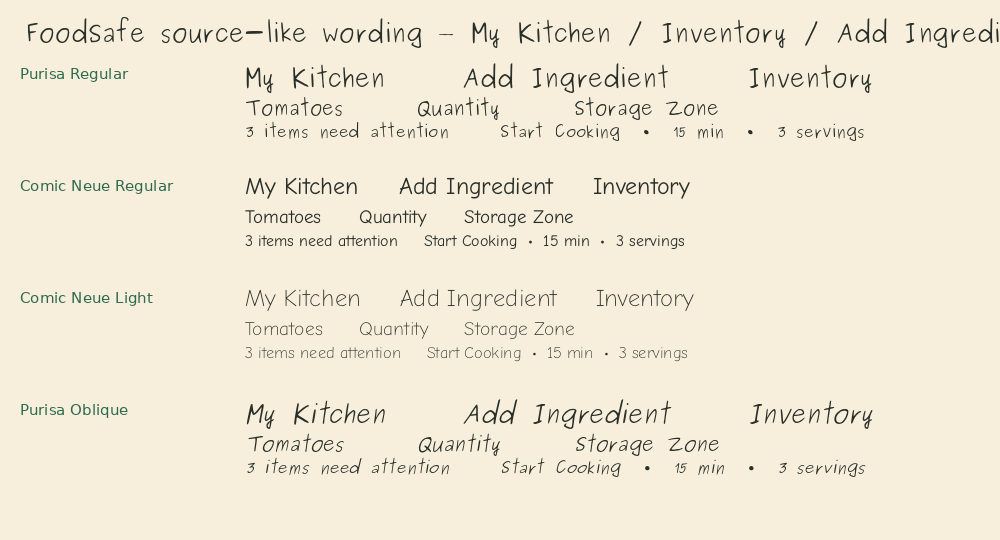 FoodSafe source-like wording — My Kitchen / Inventory / Add Ingredi
Purisa Regular
My Kitchen Add Ingredient Inventory
Tomatoes Quantity Storage Zone
3 items need attention Start Cooking • 15 min • 3 servings
Comic Neue Regular
My Kitchen Add Ingredient Inventory
Tomatoes Quantity Storage Zone
3 items need attention Start Cooking • 15 min • 3 servings
Comic Neue Light
My Kitchen Add Ingredient Inventory
Tomatoes Quantity Storage Zone
3 items need attention Start Cooking • 15 min • 3 servings
Purisa Oblique
My Kitchen Add Ingredient Inventory
Tomatoes Quantity Storage Zone
3 items need attention Start Cooking • 15 min • 3 servings